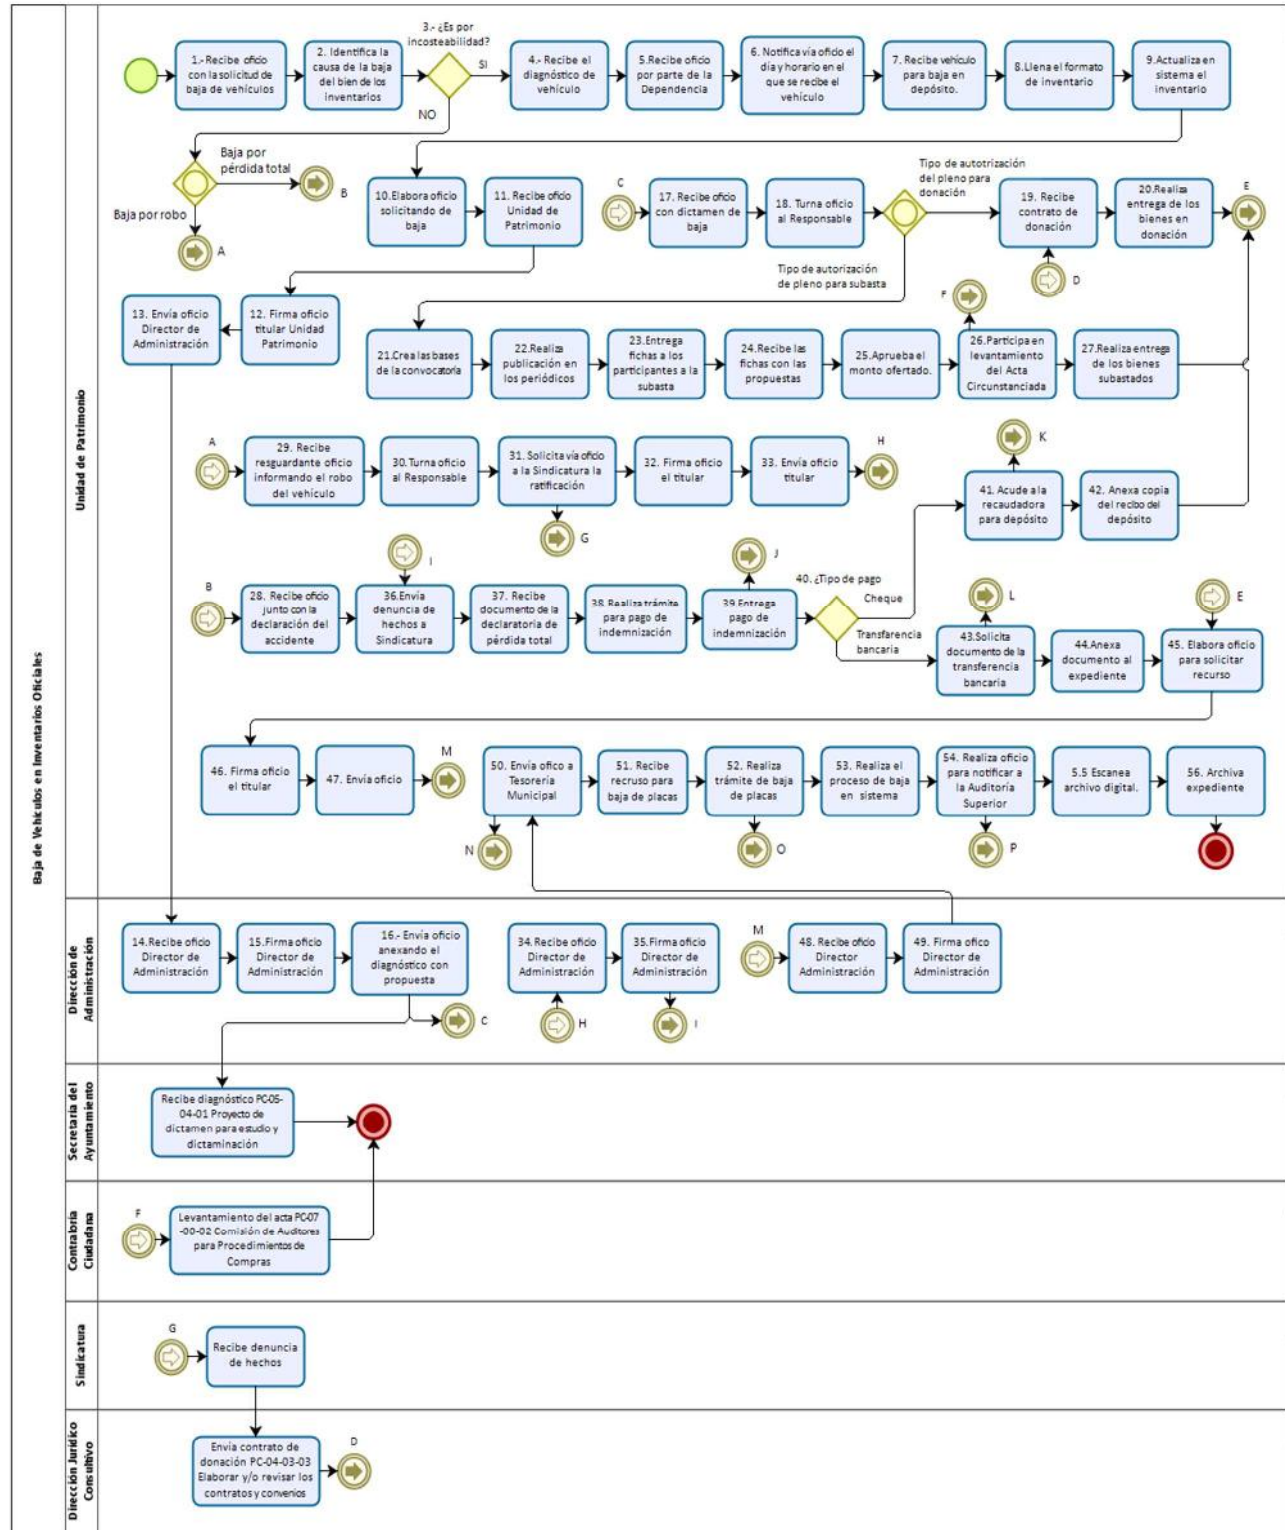 Baja de Vehículos en Inventarios Oficiales
Unidad de Patrimonio
3.- ¿Es por
incosteabilidad?
1.-Recibe oficio
con la solicitud de
baja de vehículos
2. Identifica la
causa de la baja
del bien de los
inventarios
SI
NO
4.- Recibe el
diagnóstico de
vehículo
5.Recibe oficio
por parte de la
Dependencia
6. Notifica vía oficio el
día y horario en el
que se recibe el
vehículo
7. Recibe vehículo
para baja en
depósito.
8.Llena el formato
de inventario
9.Actualiza en
sistema el
inventario
Baja por
pérdida total
B
Baja por robo
A
10.Elabora oficio
solicitando de
baja
11. Recibe oficio
Unidad de
Patrimonio
C
17. Recibe oficio
con dictamen de
baja
18. Turna oficio
al Responsable
Tipo de autotrización
del pleno para
donación
19. Recibe
contrato de
donación
20.Realiza
entrega de los
bienes en
donación
E
D
Tipo de autorización
de pleno para subasta
13. Envía oficio
Director de
Administración
12. Firma oficio
titular Unidad
Patrimonio
F
21.Crea las bases
de la convocatoría
22.Realiza
publicación en
los periódicos
23.Entrega
fichas a los
participantes a la
subasta
24.Recibe las
fichas con las
propuestas
25.Aprueba el
monto ofertado.
26.Participa en
levantamiento
del Acta
Circunstanciada
27.Realiza entrega
de los bienes
subastados
A
29. Recibe
resguardante oficio
informando el robo
del vehículo
30.Turna oficio
al Responsable
31. Solicita vía oficio
a la Sindicatura la
ratificación
G
32. Firma oficio
el titular
33. Envía oficio
titular
H
K
41. Acude a la
recaudadora
para depósito
42. Anexa copia
del recibo del
depósito
I
B
28. Recibe oficio
junto con la
declaración del
accidente
36.Envía
denuncia de
hechos a
Sindicatura
37. Recibe
documento de la
declaratoria de
pérdida total
38.Realiza trámite
para pago de
indemnización
J
39.Entrega
pago de
indemnización
40. ¿Tipo de pago
Cheque
Transfarencia
bancaria
L
43.Solicita
documento de la
transferencia
bancaria
44.Anexa
documento al
expediente
E
45. Elabora oficio
para solicitar
recurso
46. Firma oficio
el titular
47. Envía oficio
M
50. Envía ofico a
Tesorería
Municipal
N
51. Recibe
recruso para
baja de placas
52. Realiza
trámite de baja
de placas
O
53. Realiza el
proceso de baja
en sistema
54. Realiza oficio
para notificar a
la Auditoría
Superior
P
5.5 Escanea
archivo digital.
56. Archiva
expediente
Dirección de
Administración
14.Recibe oficio
Director de
Administración
15.Firma oficio
Director de
Administración
16.- Envía oficio
anexando el
diagnóstico con
propuesta
C
34.Recibe oficio
Director de
Administración
H
35.Firma oficio
Director de
Administración
I
M
48. Recibe oficio
Director
Administración
49. Firma ofico
Director de
Administración
Secretaria del
Ayuntamiento
Recibe diagnóstico PC-05-
04-01 Proyecto de
dictamen para estudio y
dictaminación
Contraloría
Ciudadana
F
Levantamiento del acta PC-07
-00-02 Comisión de Auditores
para Procedimientos de
Compras
Sindicatura
G
Recibe denuncia
de hechos
Dirección Jurídico
Consultivo
Envía contrato de
donación PC-04-03-03
Elaborar y/o revisar los
contratos y convenios
D